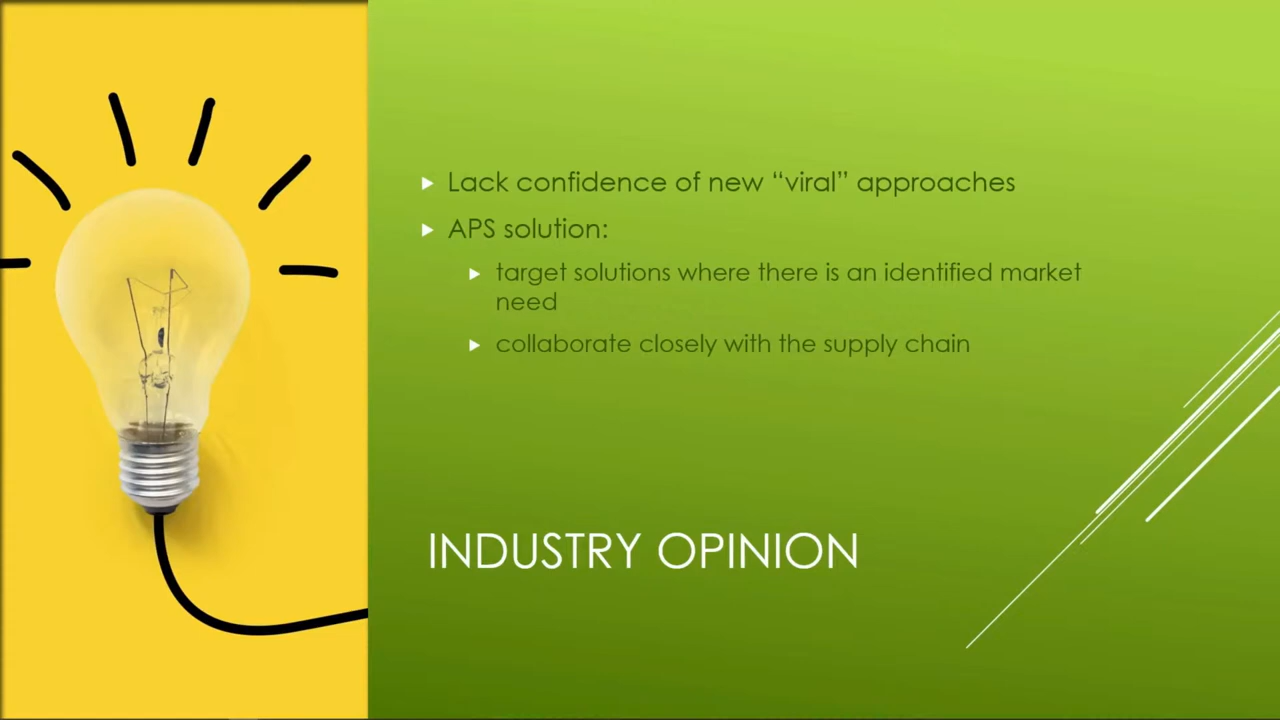 Lack confidence of new “viral” approaches
APS solution:
target solutions where there is an identified market
need
collaborate closely with the supply chain
INDUSTRY OPINION